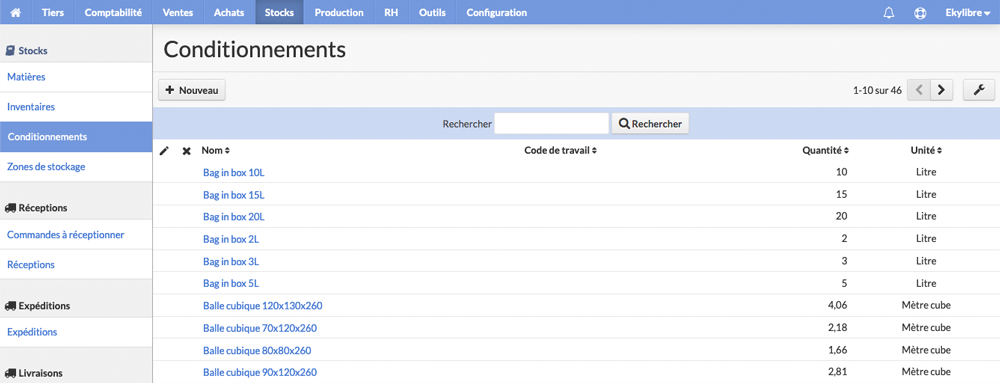 Tiers Comptabilité Ventes Achats Stocks Production RH Outils Configuration Ekylibre
Stocks
Matières
Inventaires
Conditionnements
Zones de stockage
Réceptions
Commandes à réceptionner
Réceptions
Expéditions
Expéditions
Livraisons
Conditionnements
Nouveau 1-10 sur 46
Rechercher Rechercher
Nom Code de travail Quantité Unité
Bag in box 10L 10 Litre
Bag in box 15L 15 Litre
Bag in box 20L 20 Litre
Bag in box 2L 2 Litre
Bag in box 3L 3 Litre
Bag in box 5L 5 Litre
Balle cubique 120x130x260 4,06 Mètre cube
Balle cubique 70x120x260 2,18 Mètre cube
Balle cubique 80x80x260 1,66 Mètre cube
Balle cubique 90x120x260 2,81 Mètre cube